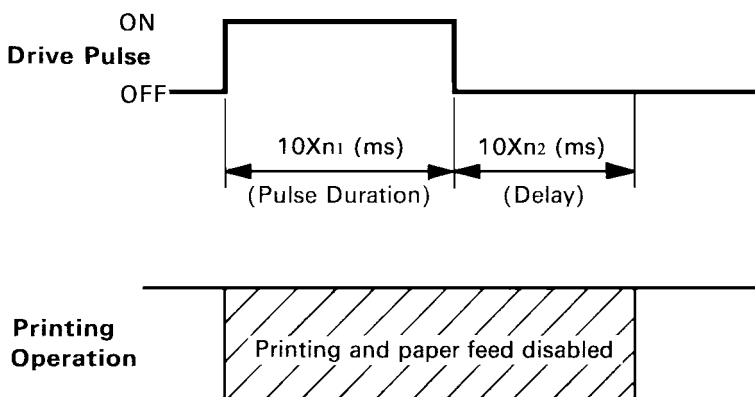 ON
Drive Pulse
OFF
10Xn1 (ms)
10Xn2 (ms)
(Pulse Duration)
(Delay)
Printing
Operation
Printing and paper feed disabled